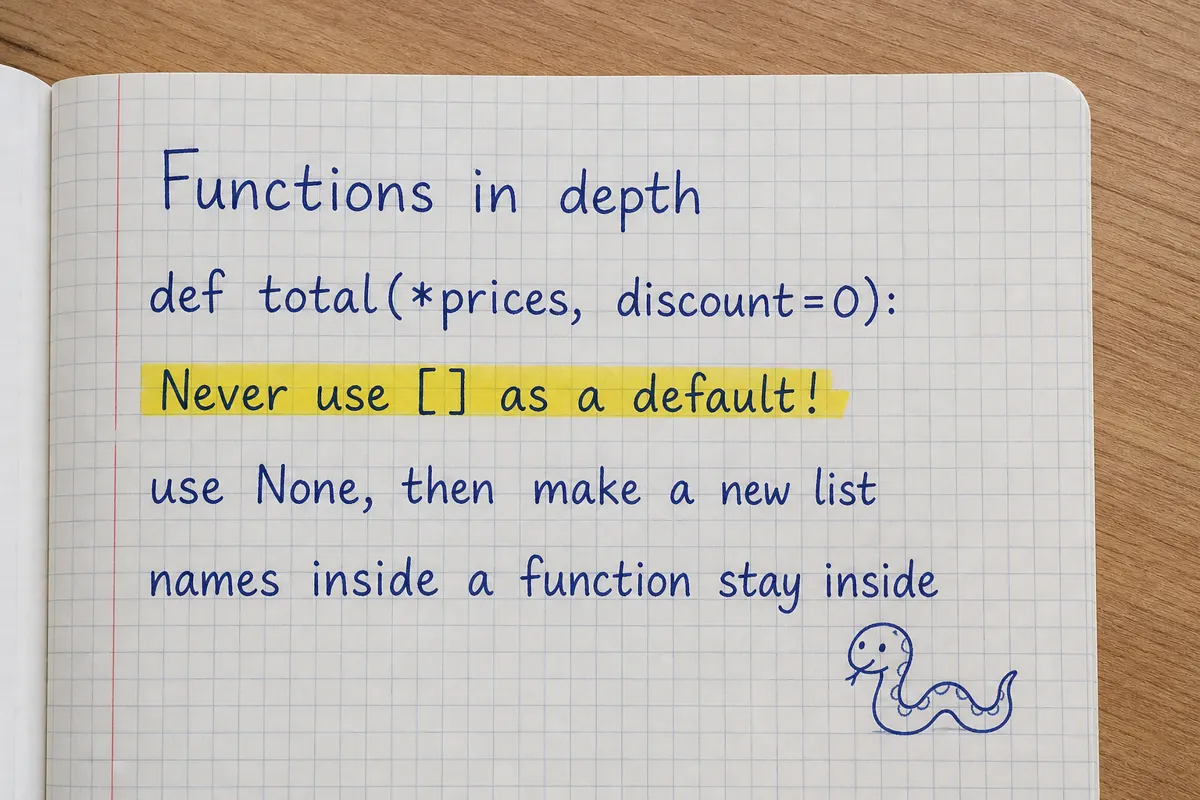 Functions in depth
def total(*prices, discount=0):
Never use [] as a default!
use None, then make a new list
names inside a function stay inside